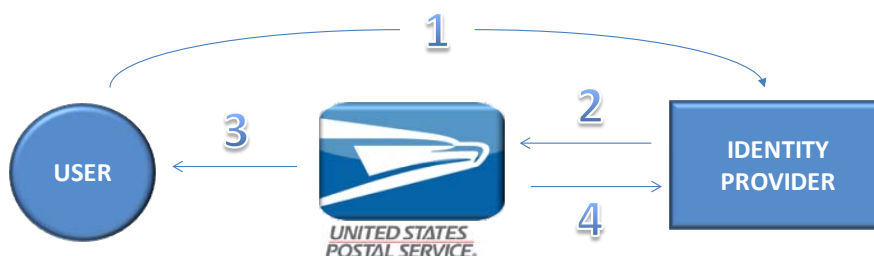 1
2
3
USER
IDENTITY
PROVIDER
4
UNITED STATES
POSTAL SERVICE®